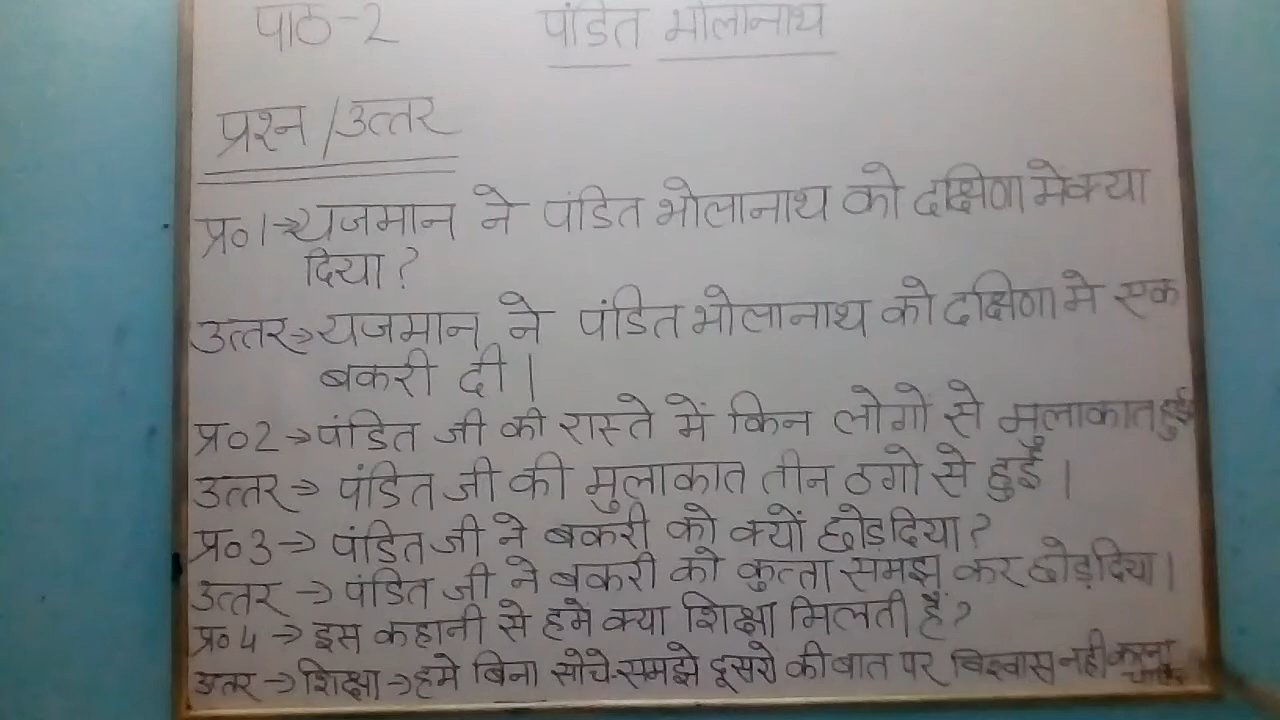 पाठ-2 पंडित भोलानाथ
प्रश्न /उत्तर
प्र०1→यजमान ने पंडित भोलानाथ को दक्षिणा मे क्या
दिया?
उत्तर→यजमान ने पंडित भोलानाथ को दक्षिणा मे एक
बकरी दी।
प्र०2→पंडित जी की रास्ते में किन लोगों से मुलाकात हुई
उत्तर→ पंडित जी की मुलाकात तीन ठगो से हुई।
प्र०3→ पंडित जी ने बकरी को क्यों छोड़ दिया?
उत्तर → पंडित जी ने बकरी को कुत्ता समझ कर छोड़ दिया।
प्र०4 → इस कहानी से हमें क्या शिक्षा मिलती हैं?
उत्तर →शिक्षा→हमे बिना सोचे-समझे दूसरो की बात पर विश्वास नही करना
चाहिए